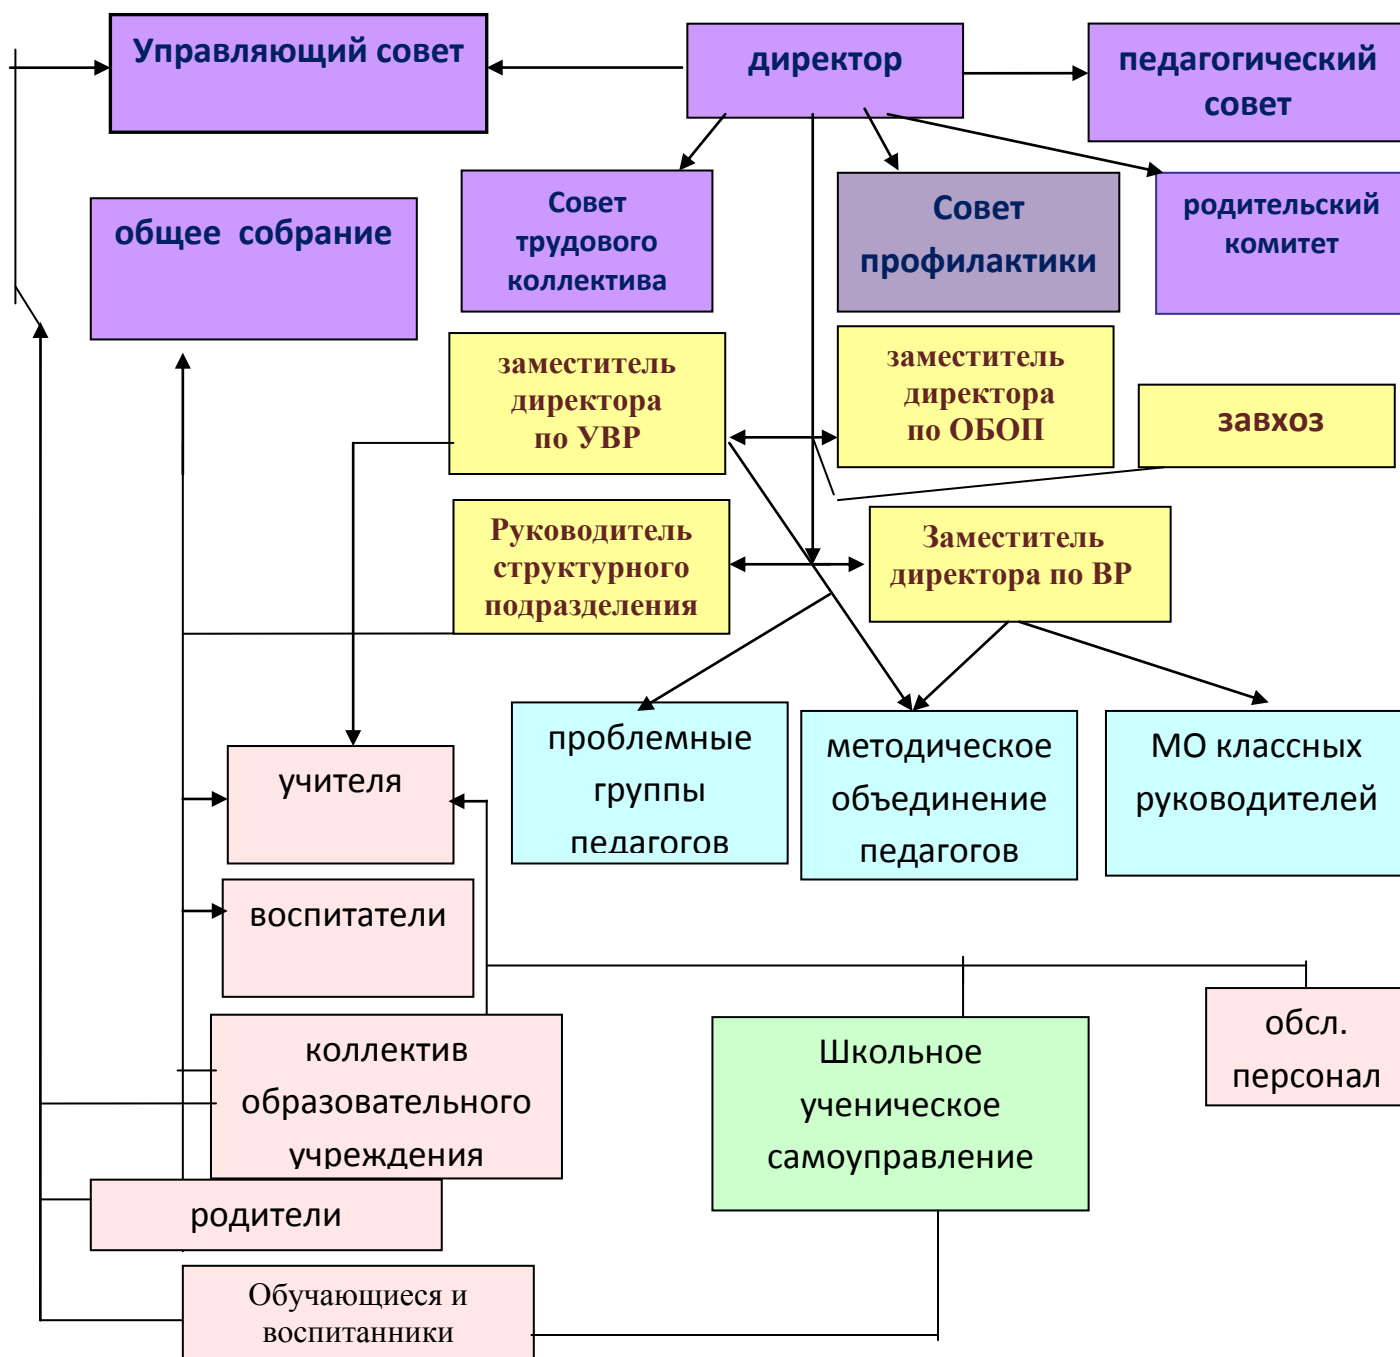 Управляющий совет
директор
педагогический
совет
общее собрание
Совет
трудового
коллектива
Совет
профилактики
родительский
комитет
заместитель
директора
по УВР
заместитель
директора
по ОБОП
завхоз
Руководитель
структурного
подразделения
Заместитель
директора по ВР
проблемные
группы
педагогов
методическое
объединение
педагогов
МО классных
руководителей
учителя
воспитатели
коллектив
образовательного
учреждения
Школьное
ученическое
самоуправление
обсл.
персонал
родители
Обучающиеся и
воспитанники